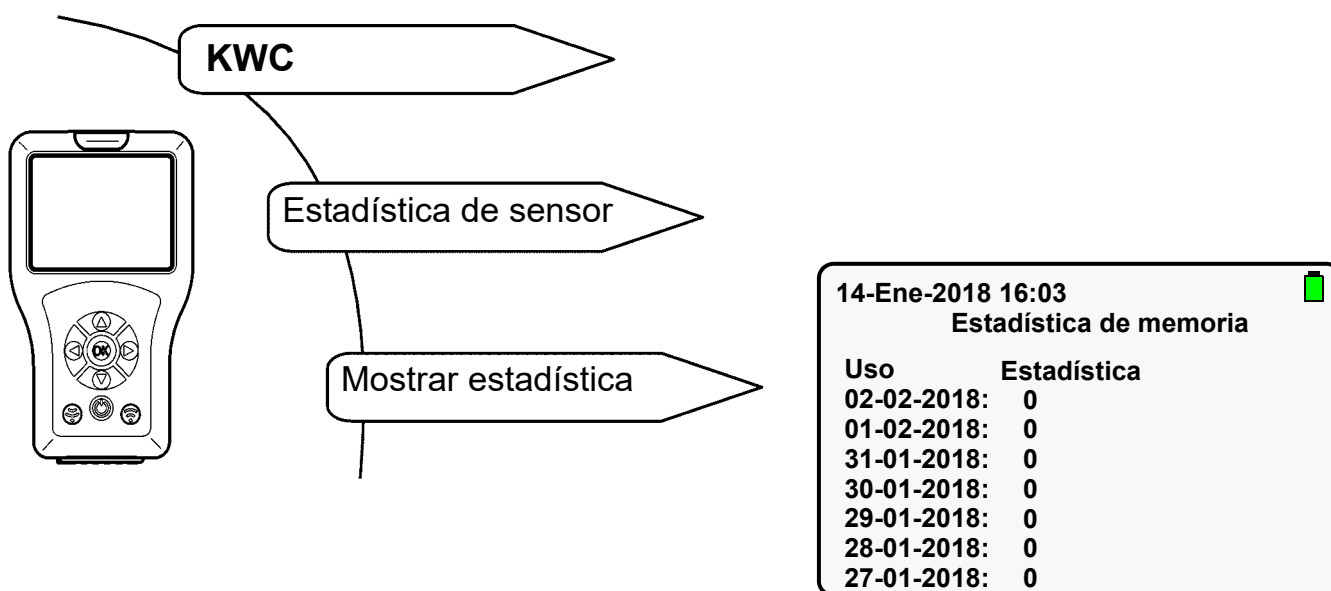 KWC
Estadística de sensor
Mostrar estadística
OK
14-Ene-2018 16:03
Estadística de memoria
Uso Estadística
02-02-2018: 0
01-02-2018: 0
31-01-2018: 0
30-01-2018: 0
29-01-2018: 0
28-01-2018: 0
27-01-2018: 0